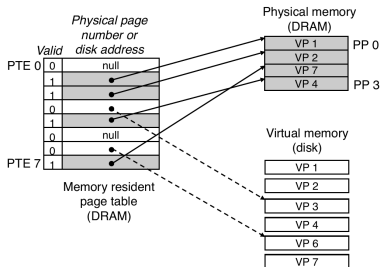 Physical page
number or
disk address
Valid
PTE 0 0 null
1
1
0
1
0 null
0
PTE 7 1
Memory resident
page table
(DRAM)
Physical memory
(DRAM)
VP 1 PP 0
VP 2
VP 7
VP 4 PP 3
Virtual memory
(disk)
VP 1
VP 2
VP 3
VP 4
VP 6
VP 7